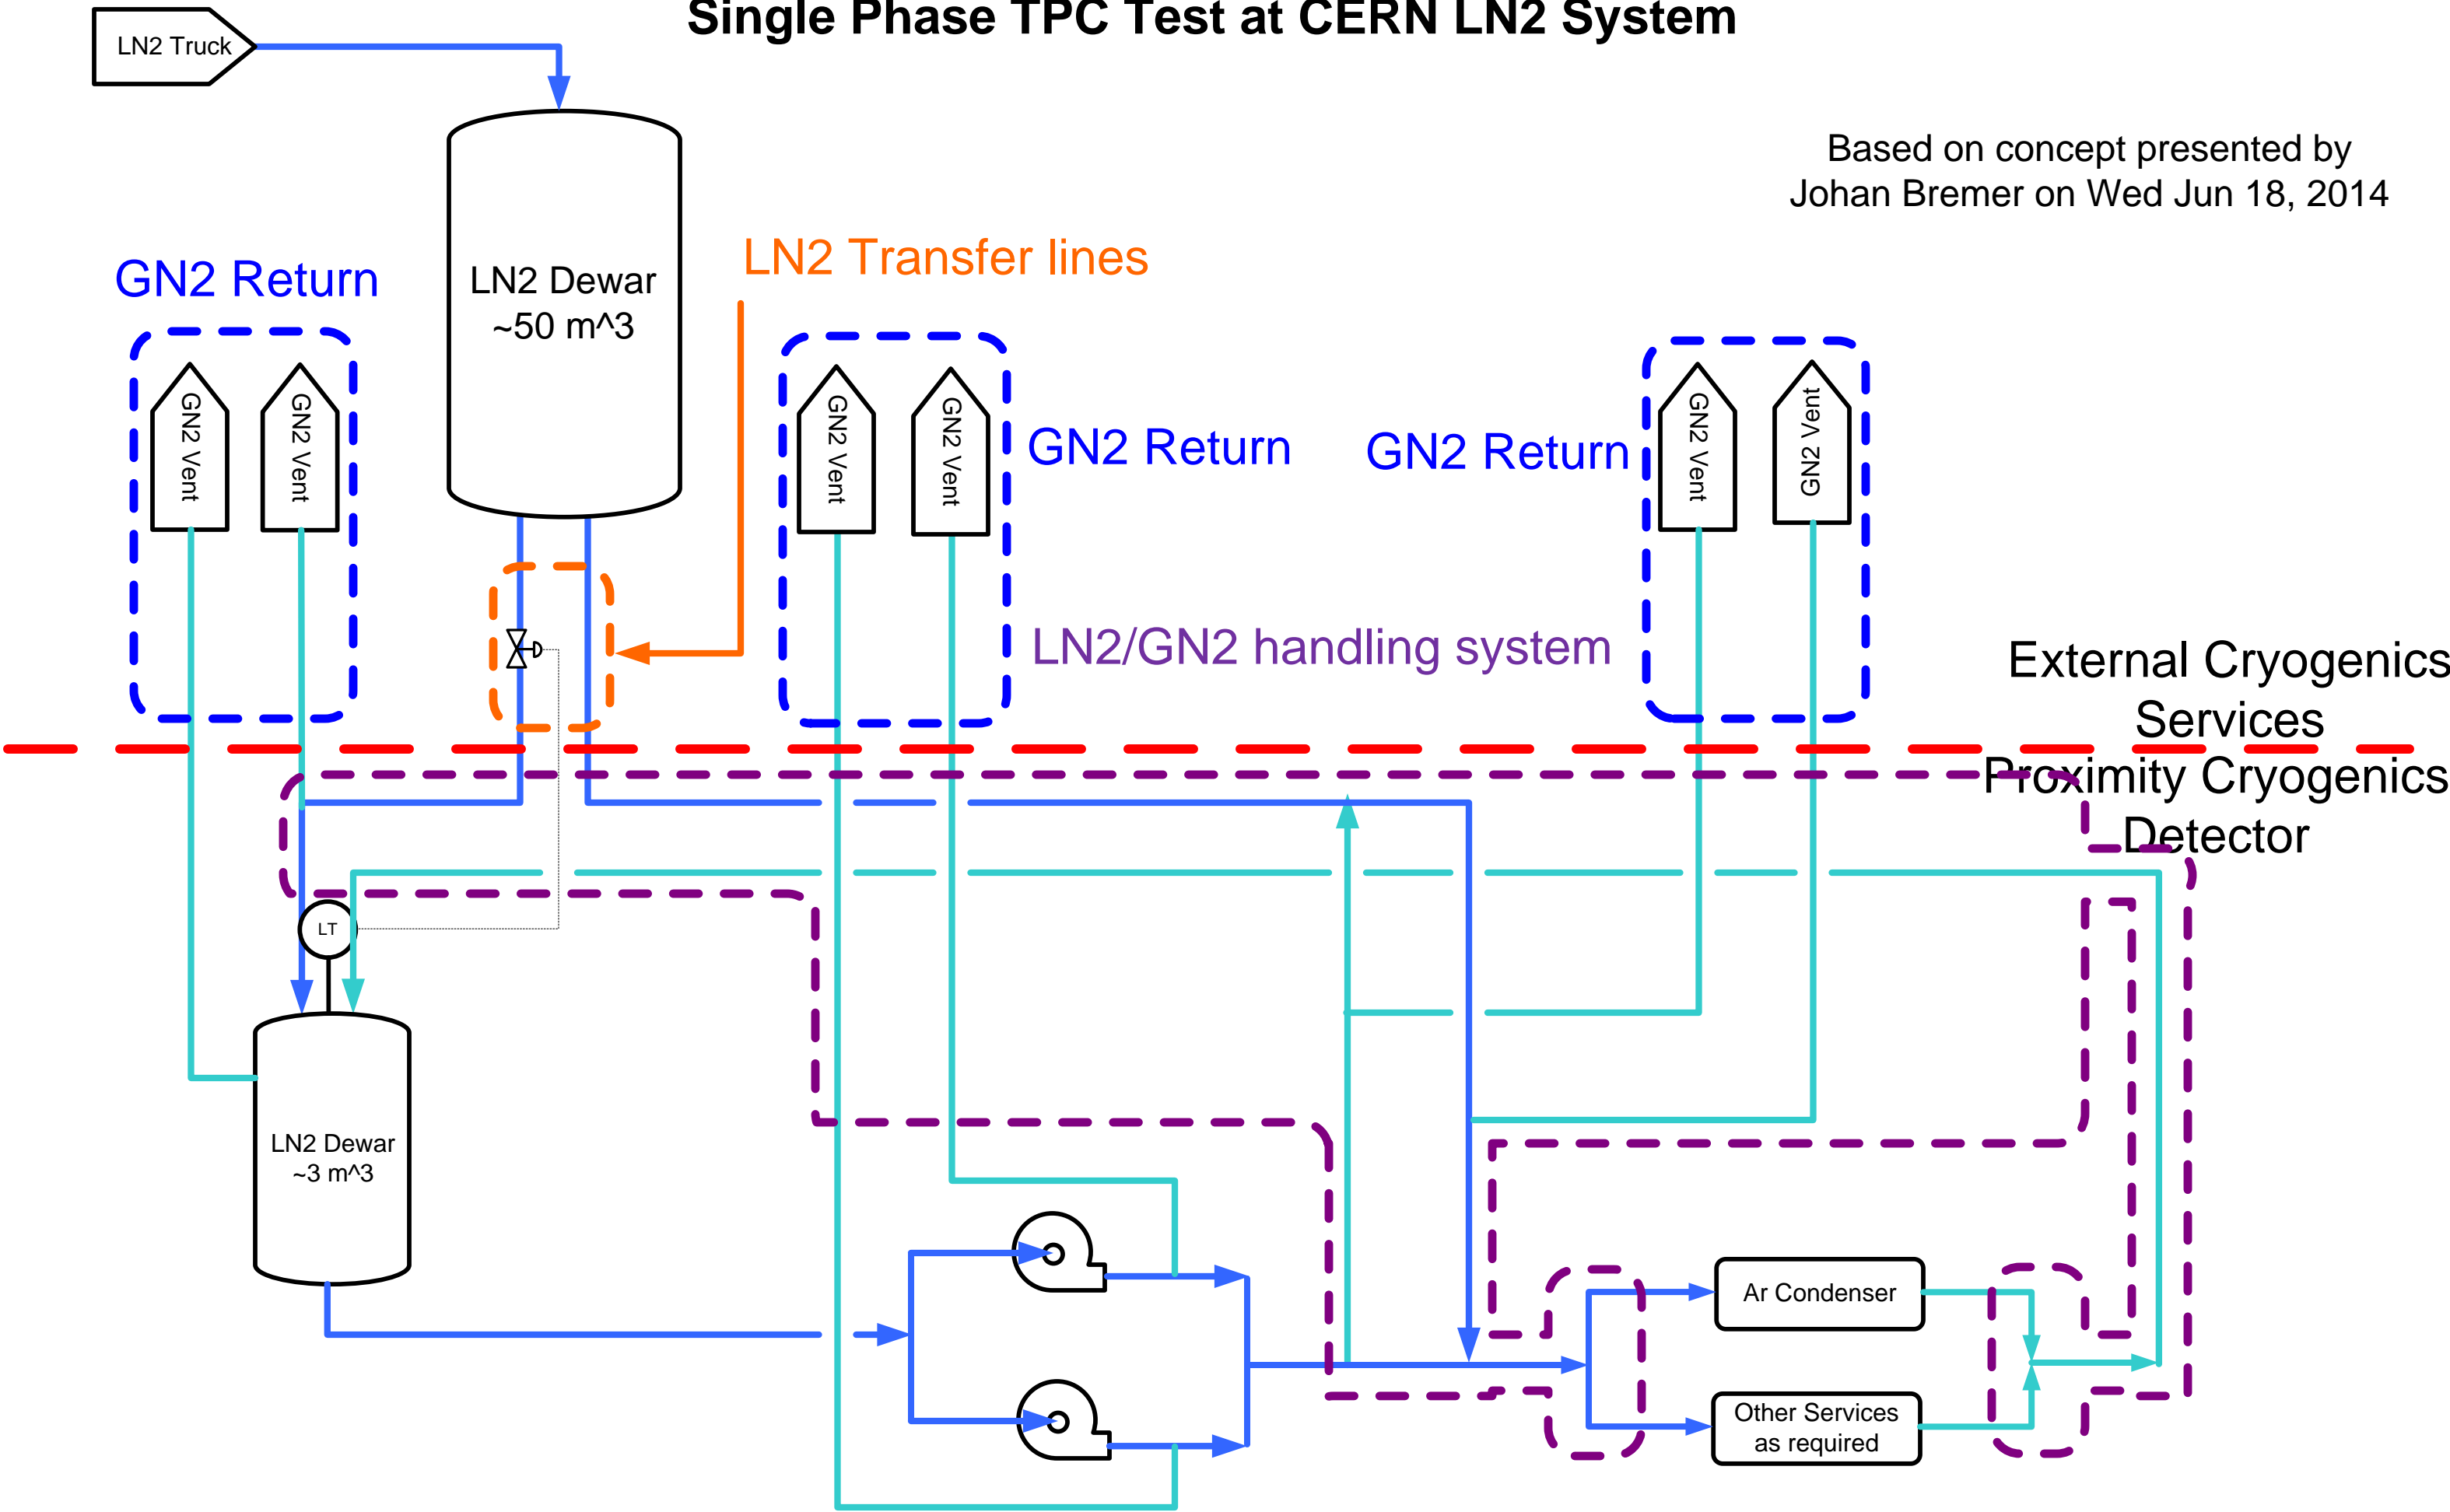 Single Phase TPC Test at CERN LN2 System
LN2 Truck
Based on concept presented by
Johan Bremer on Wed Jun 18, 2014
LN2 Transfer lines
GN2 Return
LN2 Dewar
~50 m^3
GN2 Vent
GN2 Vent
GN2 Vent
GN2 Vent
GN2 Return
GN2 Return
GN2 Vent
GN2 Vent
LN2/GN2 handling system
External Cryogenics
Services
Proximity Cryogenics
Detector
LT
LN2 Dewar
~3 m^3
Ar Condenser
Other Services
as required